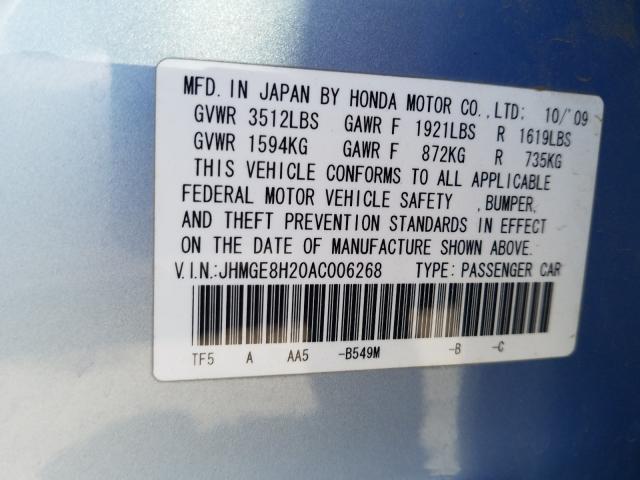 MFD. IN JAPAN BY HONDA MOTOR CO., LTD: 10/'09
GVWR 3512LBS GAWR F 1921LBS R 1619LBS
GVWR 1594KG GAWR F 872KG R 735KG
THIS VEHICLE CONFORMS TO ALL APPLICABLE
FEDERAL MOTOR VEHICLE SAFETY , BUMPER,
AND THEFT PREVENTION STANDARDS IN EFFECT
ON THE DATE OF MANUFACTURE SHOWN ABOVE.
V.I.N.:JHMGE8H20AC006268 TYPE: PASSENGER CAR
TF5 A AA5 -B549M -B -C